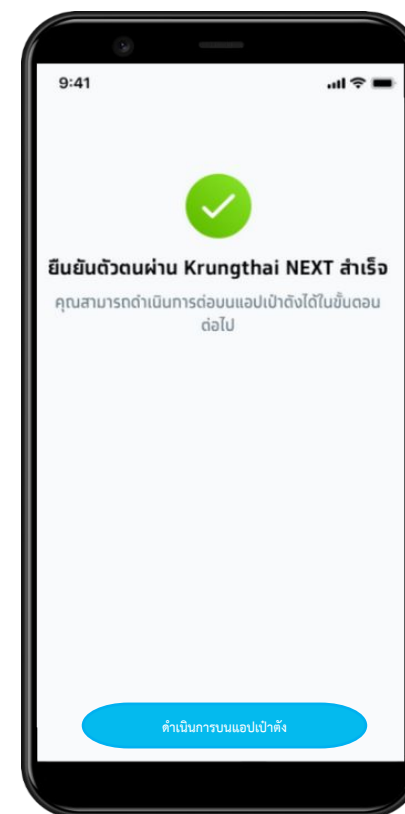 9:41
ยืนยันตัวตนผ่าน Krungthai NEXT สำเร็จ
คุณสามารถดำเนินการต่อบนแอปเป๋าตังได้ในขั้นตอน
ต่อไป
ดำเนินการบนแอปเป๋าตัง